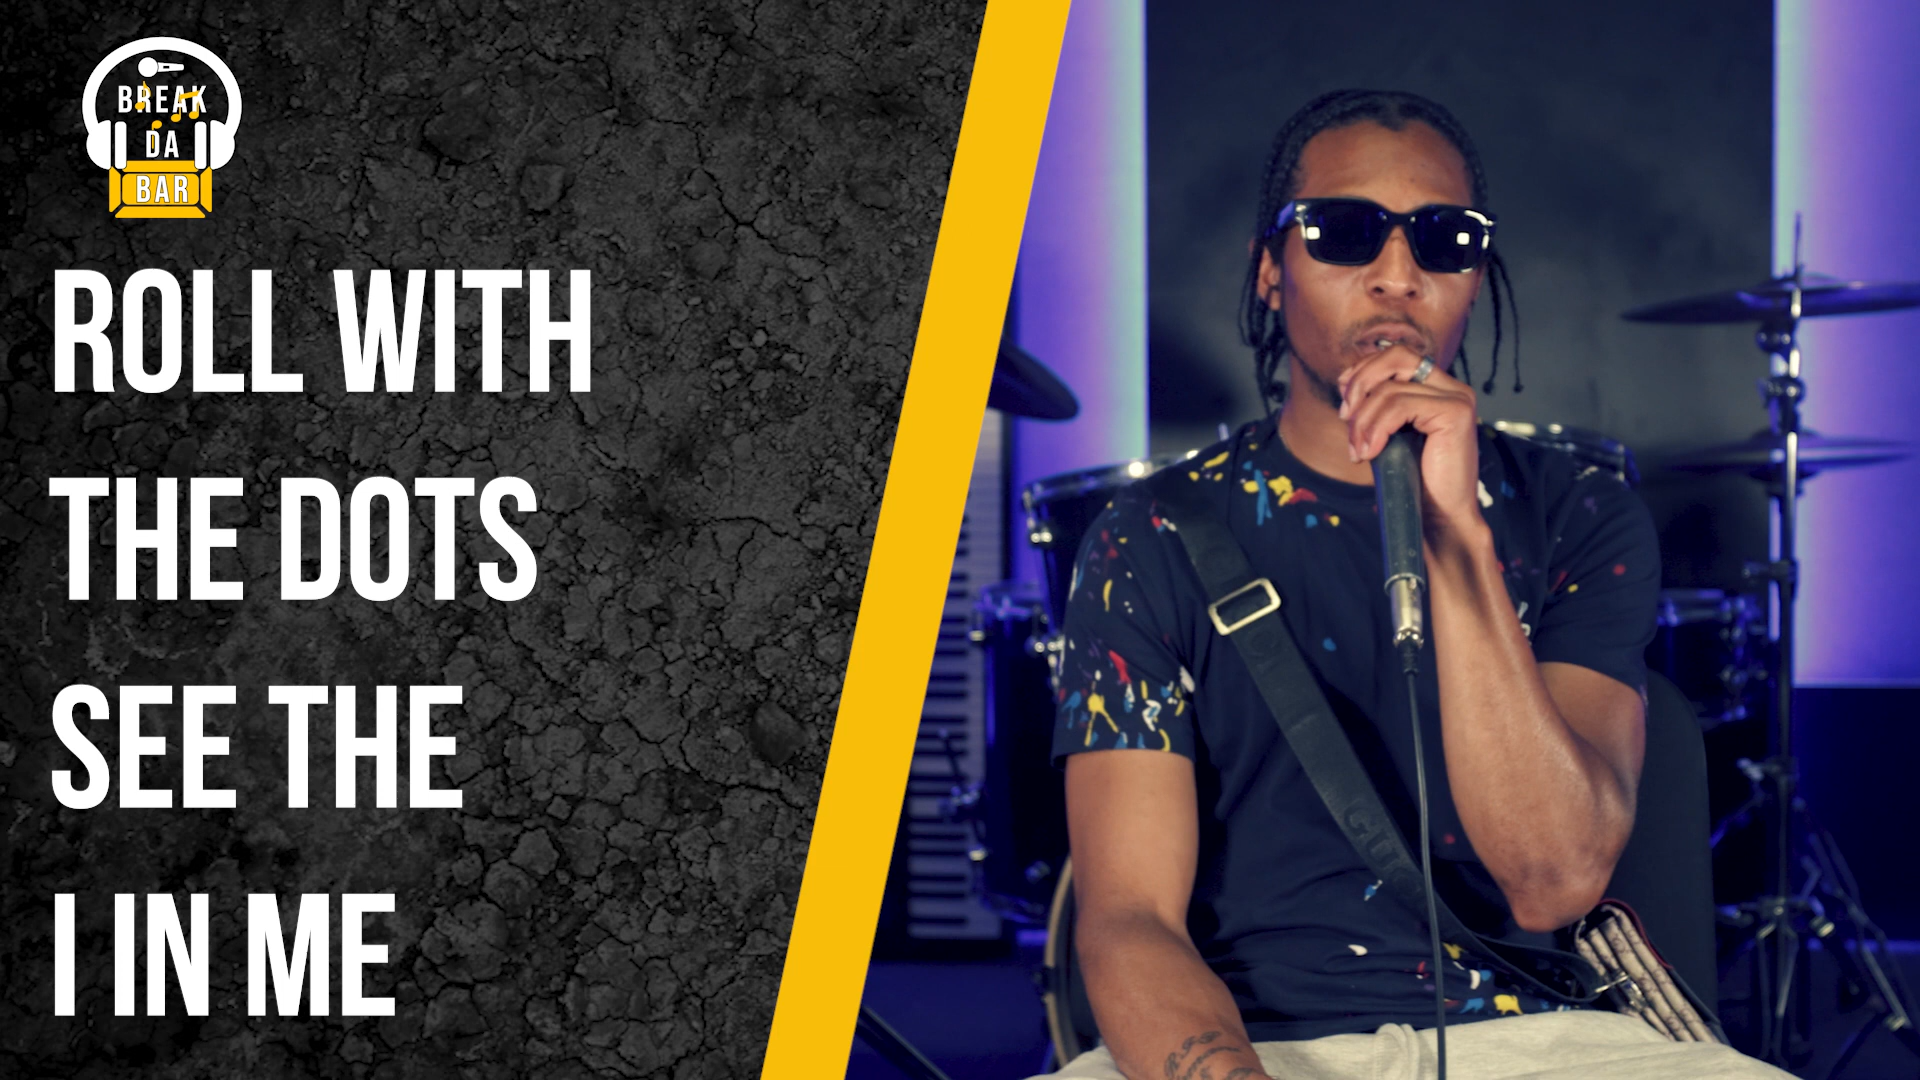 BREAK
DA
BAR
ROLL WITH
THE DOTS
SEE THE
I IN ME